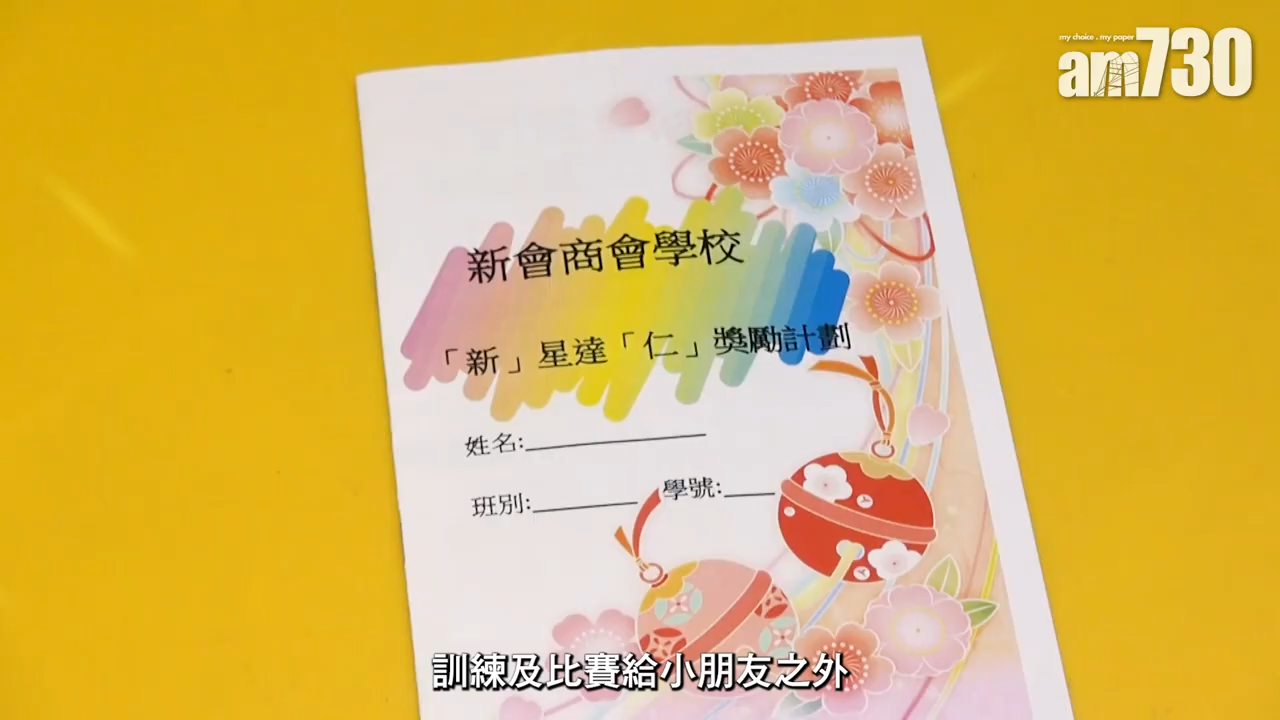 my choice . my paper
am730
新會商會學校
「新」星達「仁」獎勵計劃
姓名:
班別: 學號:
訓練及比賽給小朋友之外